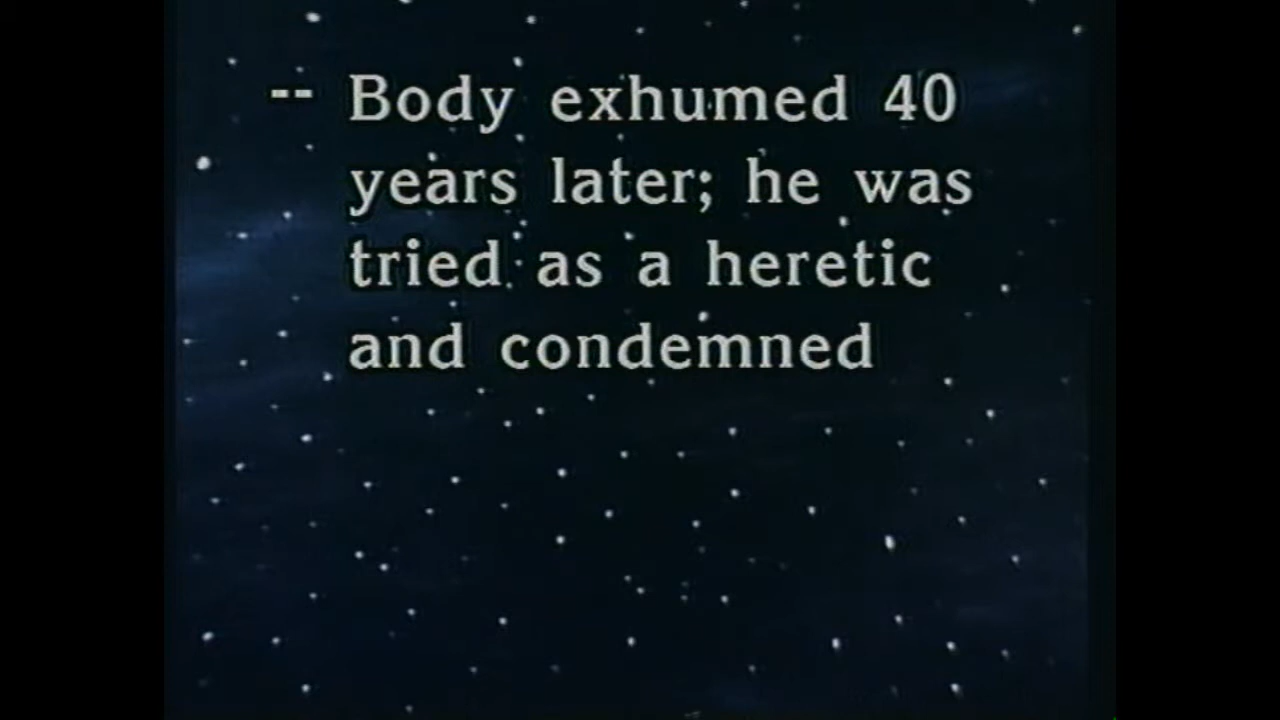 -- Body exhumed 40
years later; he was
tried as a heretic
and condemned